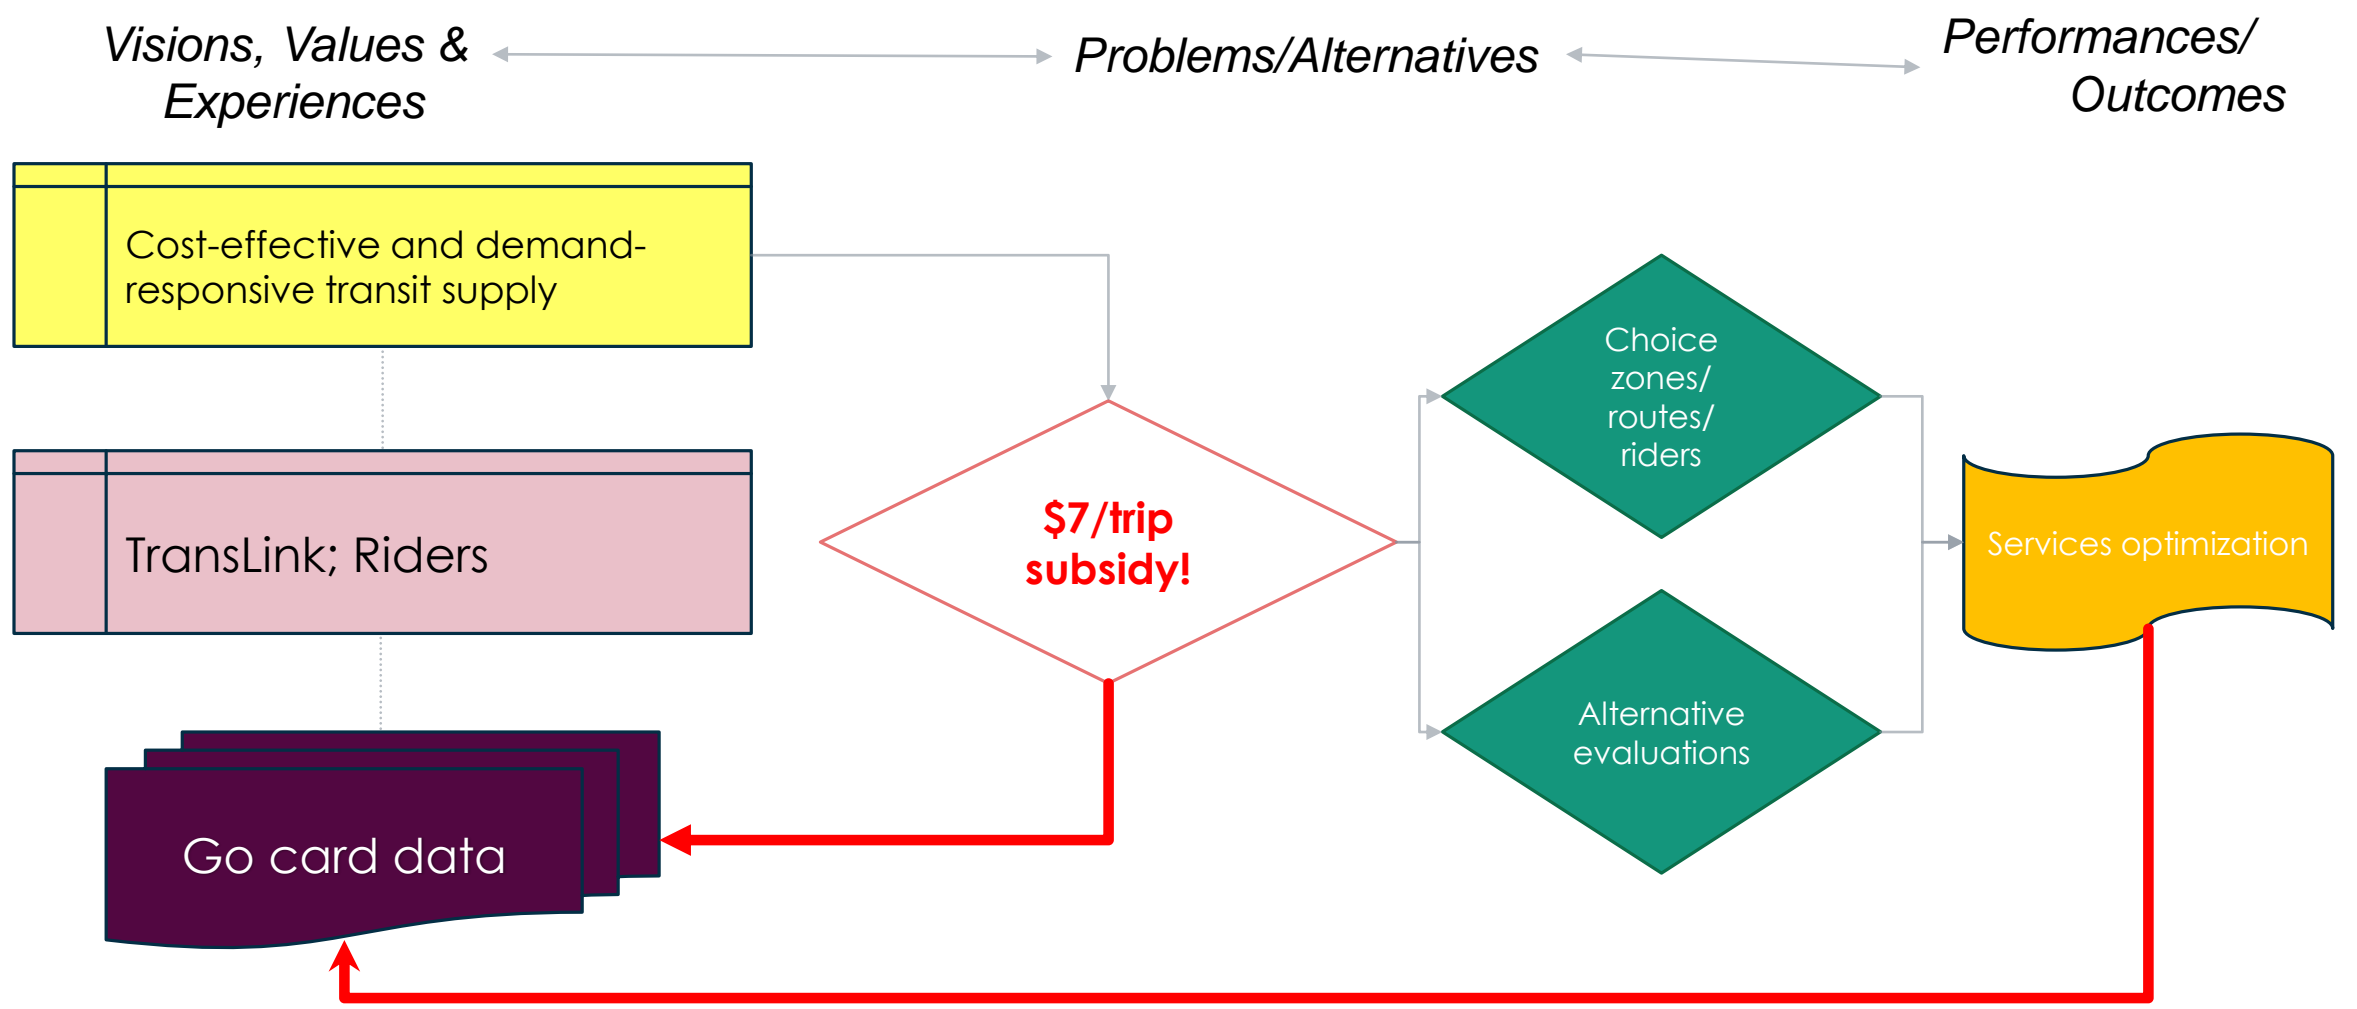 Visions, Values &
Experiences
Problems/Alternatives
Performances/
Outcomes
Cost-effective and demand-
responsive transit supply
TransLink; Riders
Go card data
$7/trip
subsidy!
Choice
zones/
routes/
riders
Alternative
evaluations
Services optimization